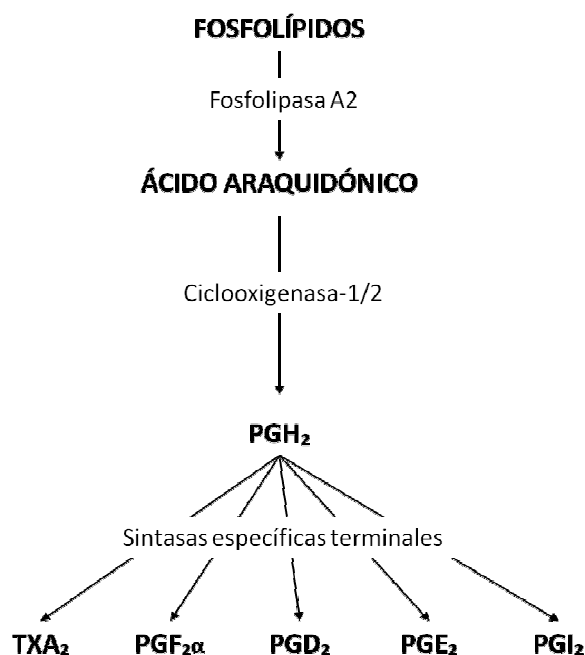 FOSFOLÍPIDOS
Fosfolipasa A2
ÁCIDO ARAQUIDÓNICO
Ciclooxigenasa-1/2
PGH₂
Sintasas específicas terminales
TXA₂ PGF₂α PGD₂ PGE₂ PGI₂